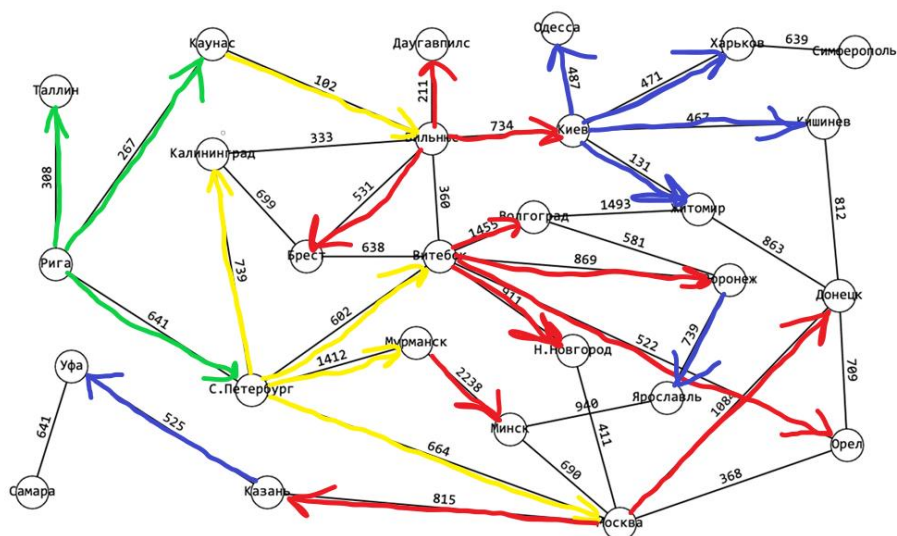 Одесса
Каунас
Даугавпилс
Харьков
639
Симферополь
102
211
487
471
Таллин
267
333
734
Киев
467
Кишинев
Вильнюс
Калининград
131
308
699
531
360
1493
Житомир
812
Волгоград
1455
581
863
Рига
Брест
638
Витебск
869
Воронеж
Донецк
739
641
602
911
522
739
1412
Мурманск
Н.Новгород
709
Уфа
С.Петербург
2238
Ярославль
1084
940
525
Минск
411
641
664
690
Орел
368
Самара
Казань
815
Москва